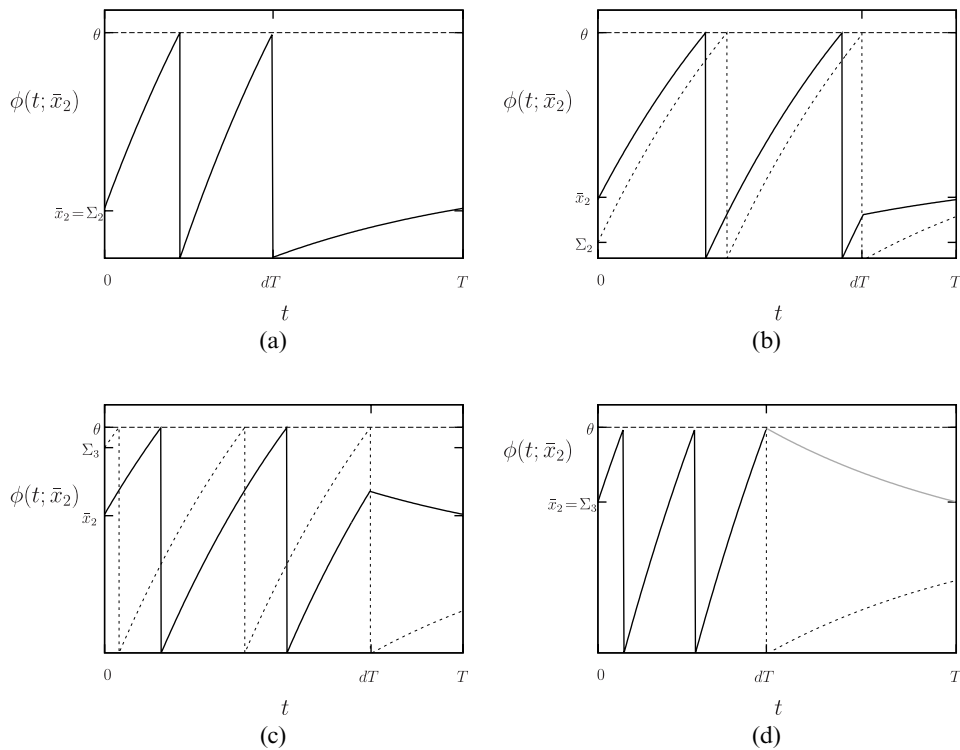 θ
ϕ(t; x̄₂)
x̄₂=Σ₂
0
dT
T
t
(a)
θ
ϕ(t; x̄₂)
x̄₂
Σ₂
0
dT
T
t
(b)
θ
Σ₃
ϕ(t; x̄₂)
x̄₂
0
dT
T
t
(c)
θ
ϕ(t; x̄₂)
x̄₂=Σ₃
0
dT
T
t
(d)